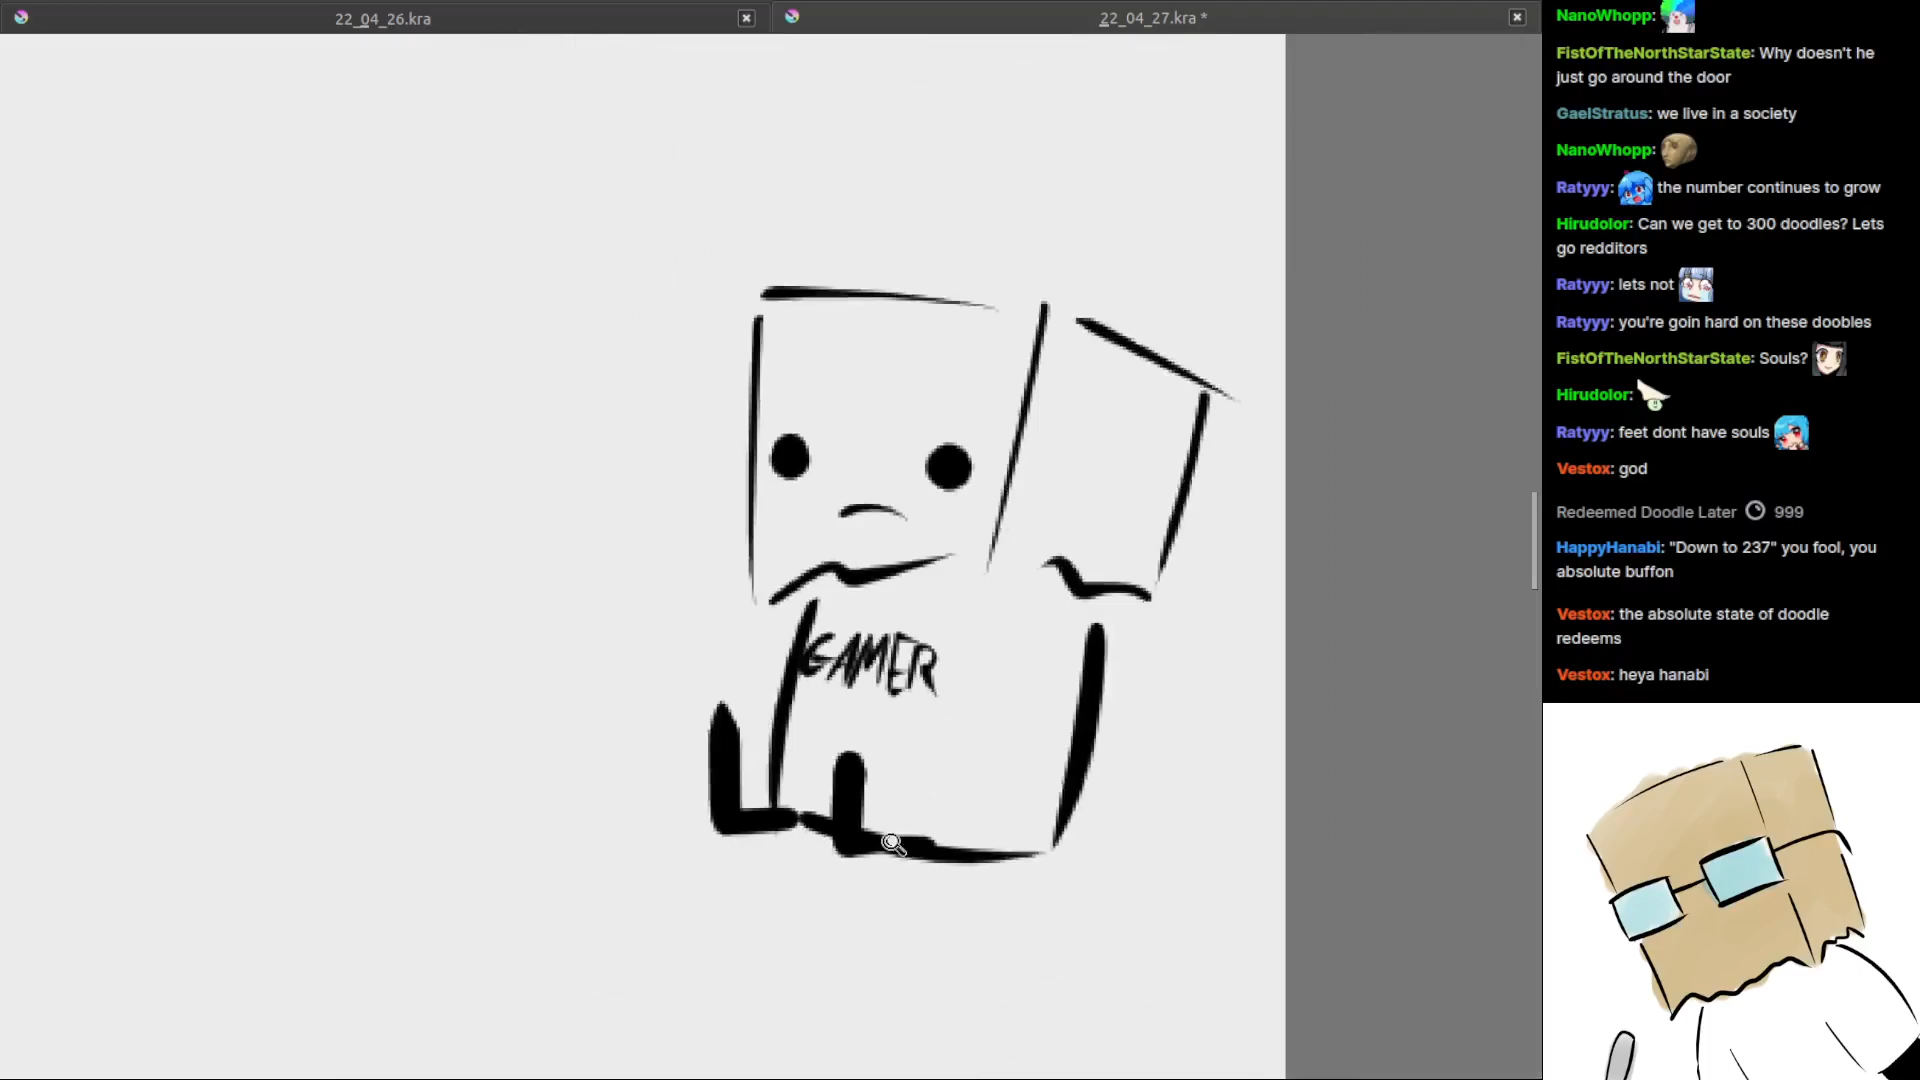 22_04_26.kra
22_04_27.kra *
GAMER
NanoWhopp:
FistOfTheNorthStarState: Why doesn't he
just go around the door
GaelStratus: we live in a society
NanoWhopp:
Ratyyy: the number continues to grow
Hirudolor: Can we get to 300 doodles? Lets
go redditors
Ratyyy: lets not
Ratyyy: you're goin hard on these doobles
FistOfTheNorthStarState: Souls?
Hirudolor:
Ratyyy: feet dont have souls
Vestox: god
Redeemed Doodle Later 999
HappyHanabi: "Down to 237" you fool, you
absolute buffon
Vestox: the absolute state of doodle
redeems
Vestox: heya hanabi